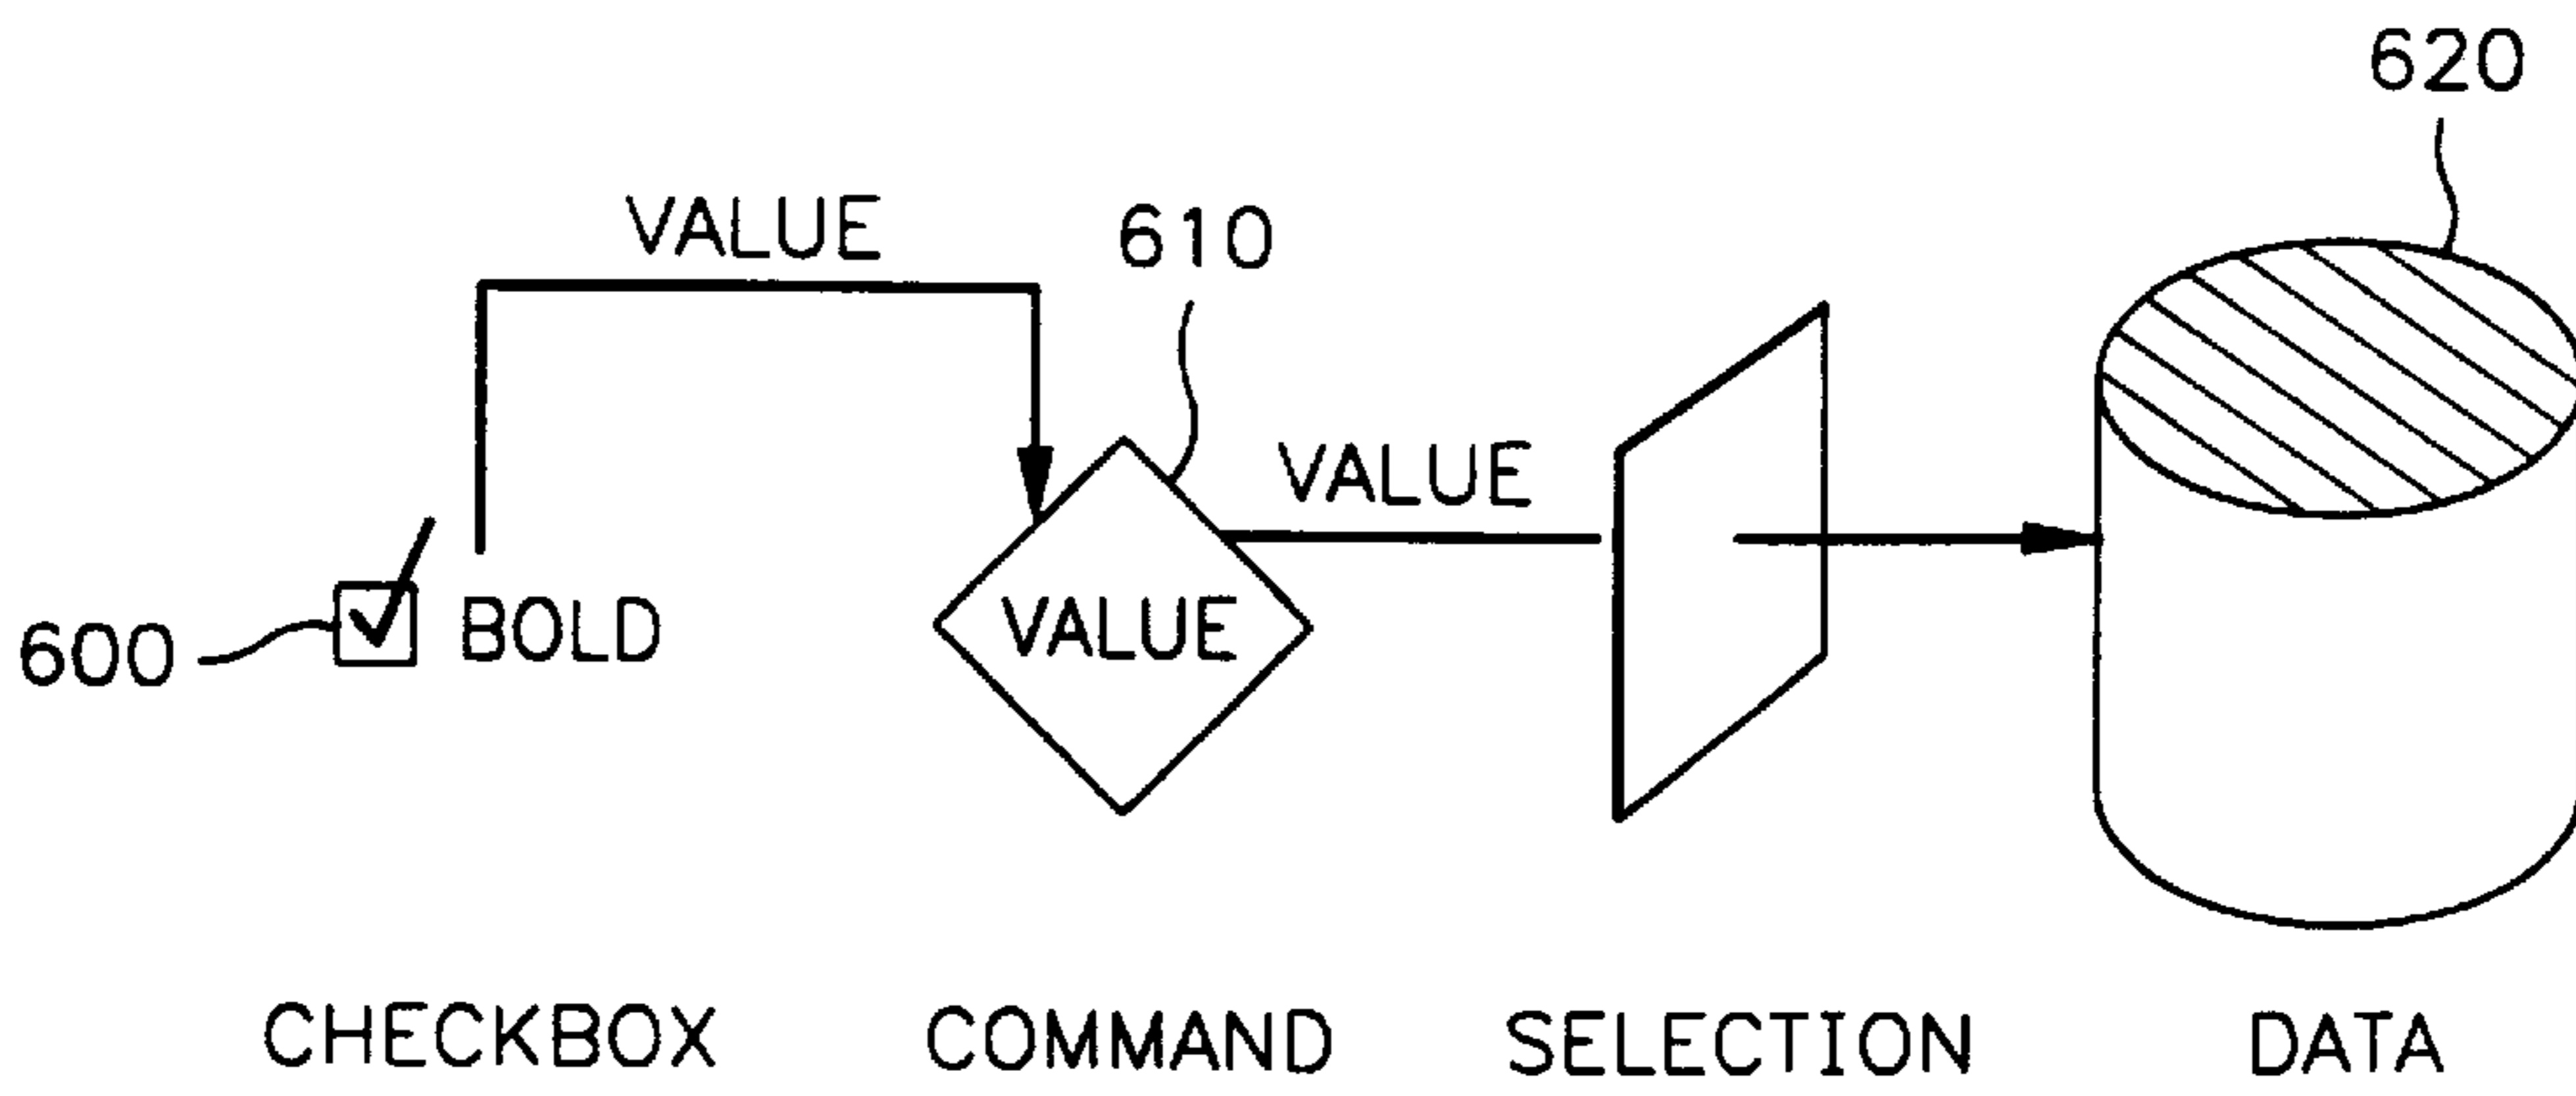 620
VALUE
610
VALUE
600
BOLD
VALUE
CHECKBOX
COMMAND
SELECTION
DATA